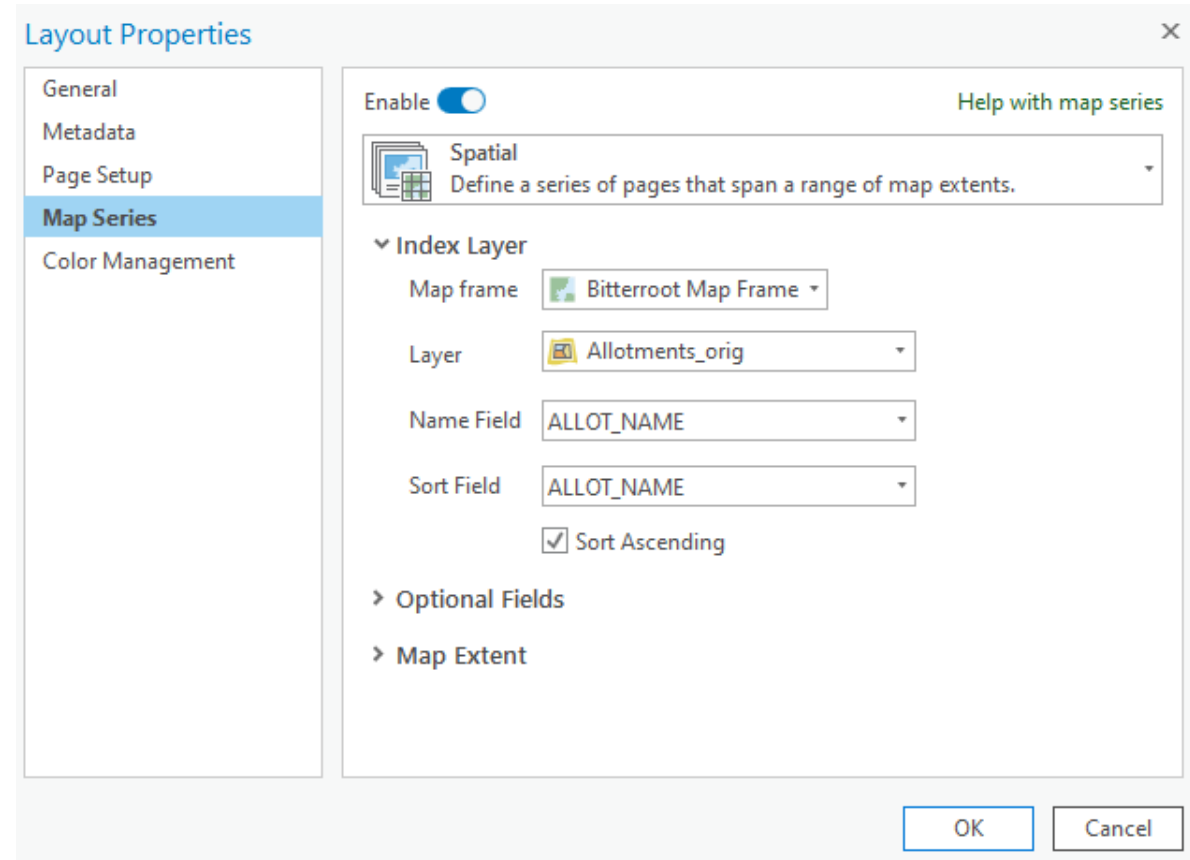 Layout Properties
General
Metadata
Page Setup
Map Series
Color Management
Enable
Help with map series
Spatial
Define a series of pages that span a range of map extents.
Index Layer
Map frame
Bitterroot Map Frame
Layer
Allotments_orig
Name Field
ALLOT_NAME
Sort Field
ALLOT_NAME
Sort Ascending
Optional Fields
Map Extent
OK
Cancel